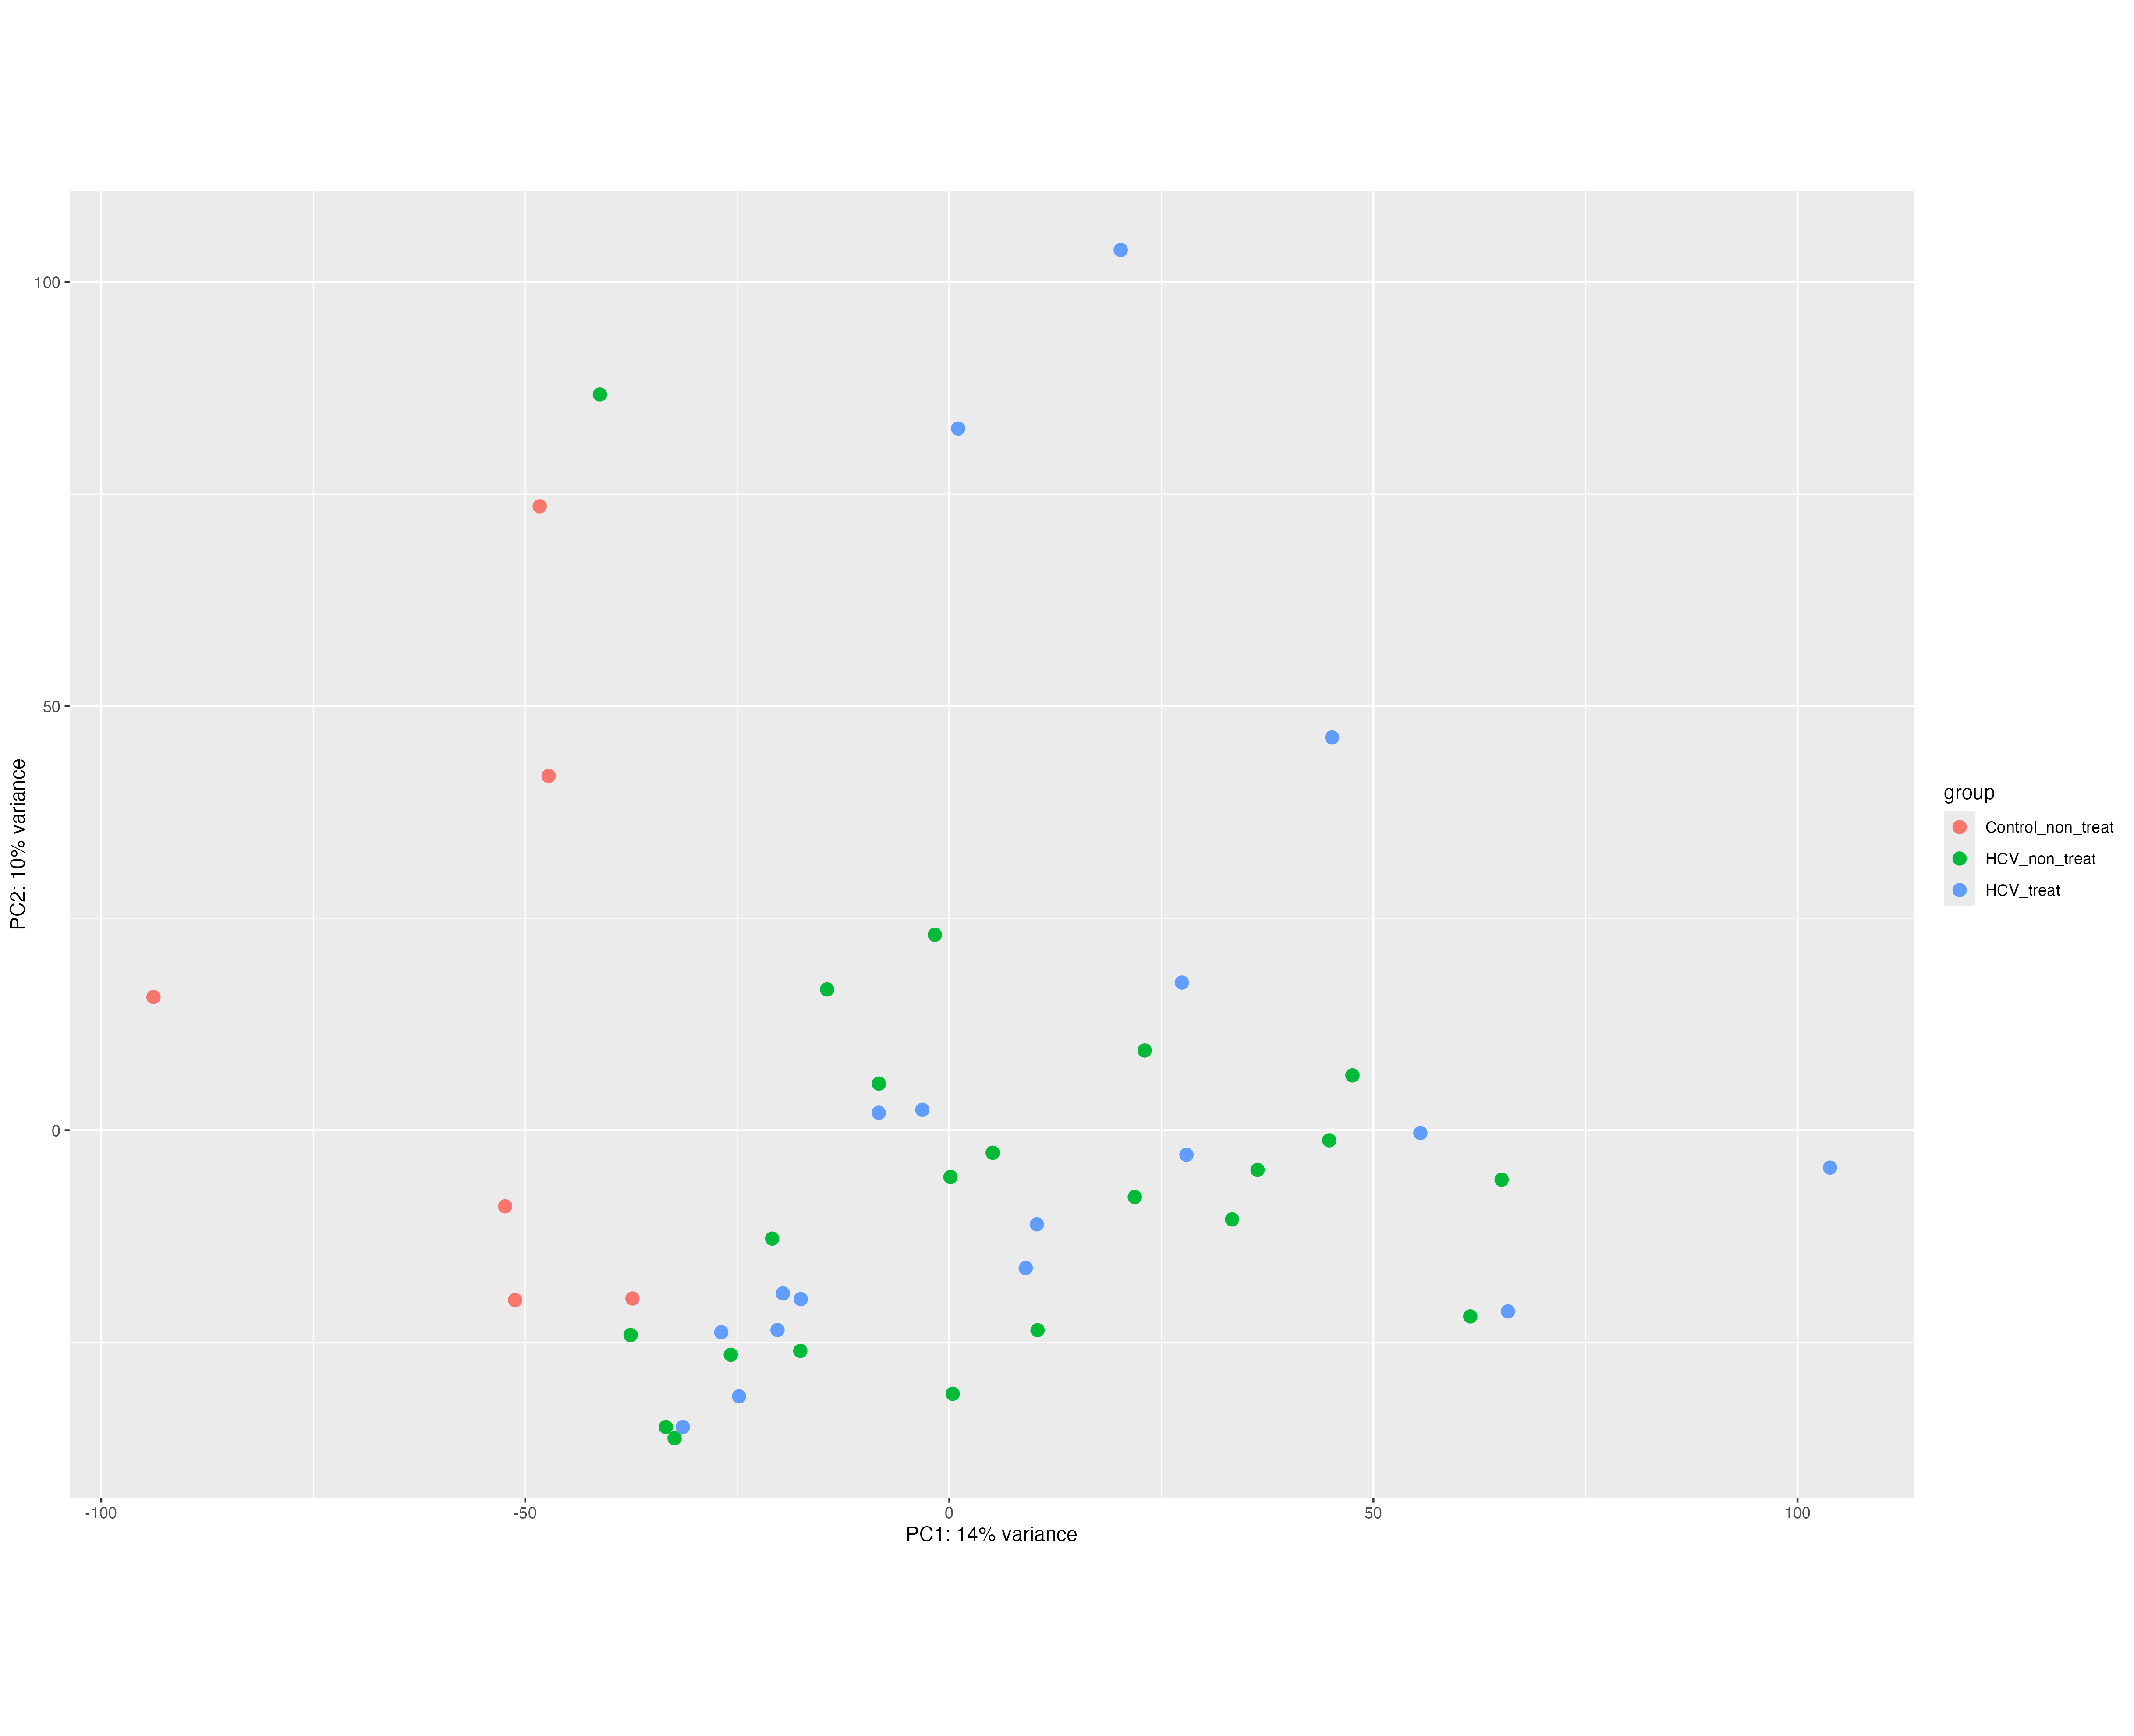 100
50
0
-100
-50
0
50
100
PC1: 14% variance
PC2: 10% variance
group
Control_non_treat
HCV_non_treat
HCV_treat